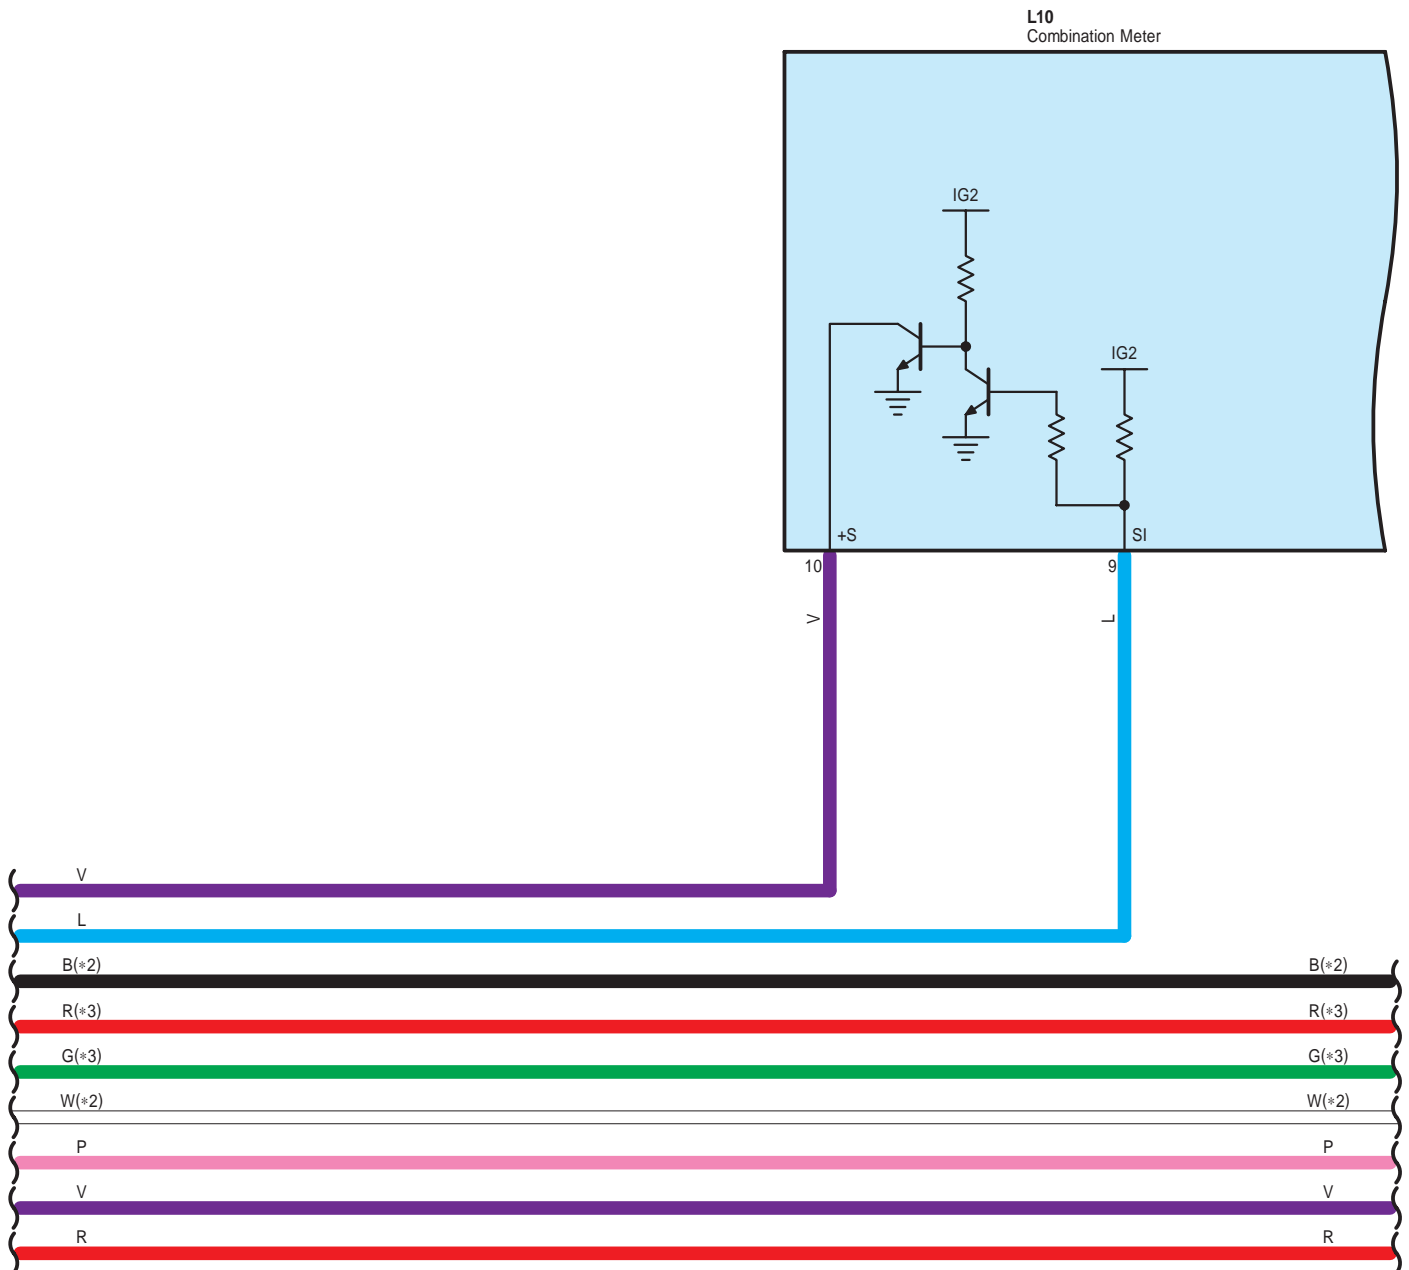 L10
Combination Meter
IG2
IG2
+S
SI
10
9
V
L
V
L
B(*2) B(*2)
R(*3) R(*3)
G(*3) G(*3)
W(*2) W(*2)
P P
V V
R R